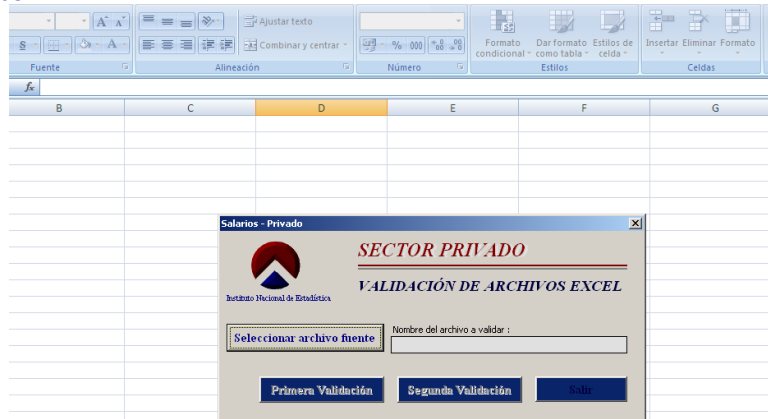 A A
Ajustar texto
S A
Combinar y centrar
% 000
Formato condicional
Dar formato como tabla
Estilos de celda
Insertar Eliminar Formato
Fuente Alineación Número Estilos Celdas
fx
B C D E F G
Salarios - Privado
SECTOR PRIVADO
Instituto Nacional de Estadística
VALIDACIÓN DE ARCHIVOS EXCEL
Seleccionar archivo fuente
Nombre del archivo a validar :
Primera Validación Segunda Validación Salir